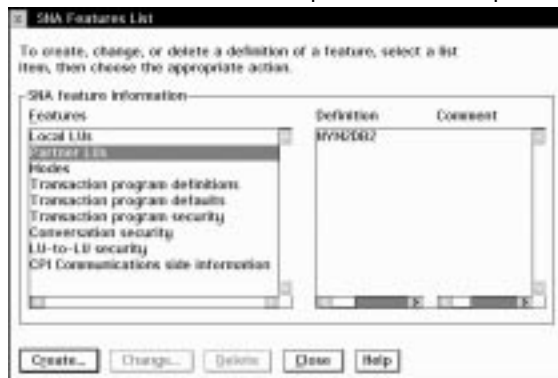 SNA Features List
To create, change, or delete a definition of a feature, select a list
item, then choose the appropriate action.
SNA feature information
Features
Definition
Comment
Local LUs
NYM2DB2
Partner LUs
Modes
Transaction program definitions
Transaction program defaults
Transaction program security
Conversation security
LU-to-LU security
CPI Communications side information
Create...
Change...
Delete
Close
Help